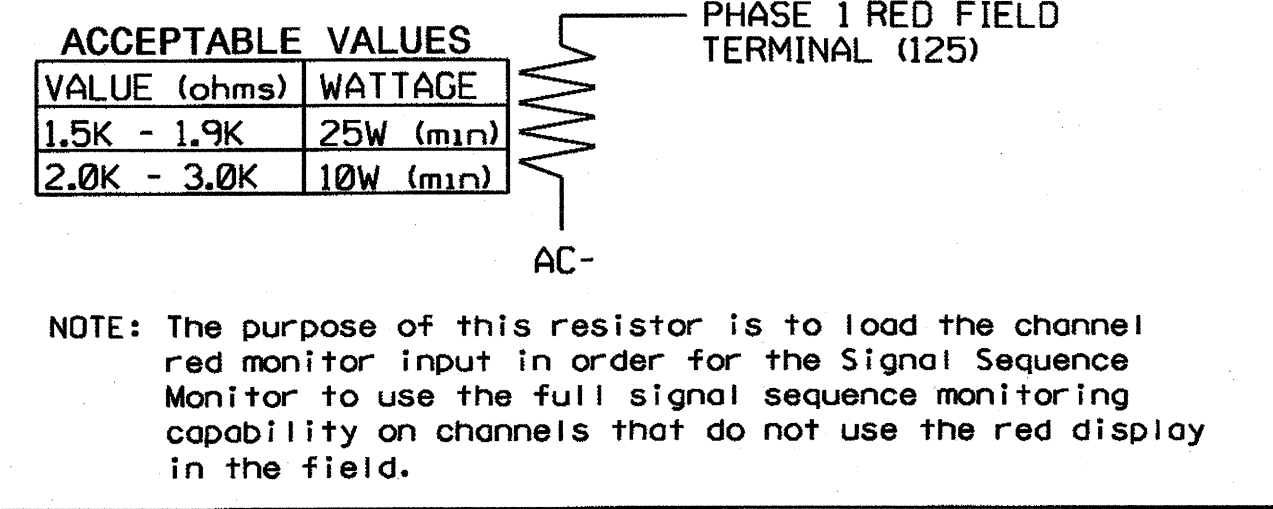 PHASE 1 RED FIELD
TERMINAL (125)
ACCEPTABLE VALUES
VALUE (ohms) WATTAGE
1.5K - 1.9K 25W (min)
2.0K - 3.0K 10W (min)
AC-
NOTE: The purpose of this resistor is to load the channel
red monitor input in order for the Signal Sequence
Monitor to use the full signal sequence monitoring
capability on channels that do not use the red display
in the field.